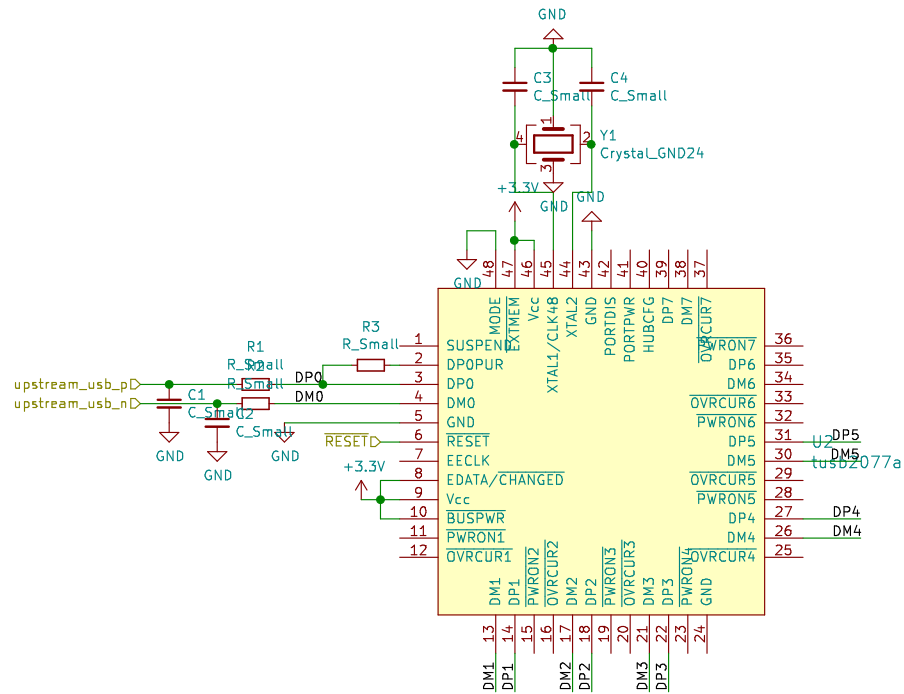 GND
C3
C_Small
C4
C_Small
1
4
2
3
Y1
Crystal_GND24
+3.3V
GND
GND
GND
48
47
46
45
44
43
42
41
40
39
38
37
MODE
EXTMEM
Vcc
XTAL1/CLK48
XTAL2
GND
PORTDIS
PORTPWR
HUBCFG
DP7
DM7
OVRCUR7
R3
R_Small
R1
R_Small
R2
R_Small
upstream_usb_p
upstream_usb_n
DP0
DM0
C1
C_Small
C2
C_Small
GND
GND
GND
RESET
+3.3V
1 SUSPEND
2 DP0PUR
3 DP0
4 DM0
5 GND
6 RESET
7 EECLK
8 EDATA/CHANGED
9 Vcc
10 BUSPWR
11 PWRON1
12 OVRCUR1
PWRON7 36
DP6 35
DM6 34
OVRCUR6 33
PWRON6 32
DP5 31 DP5
DM5 30 DM5
OVRCUR5 29
PWRON5 28
DP4 27 DP4
DM4 26 DM4
OVRCUR4 25
U2
tusb2077a
DM1
DP1
PWRON2
OVRCUR2
DM2
DP2
PWRON3
OVRCUR3
DM3
DP3
PWRON4
GND
13
14
15
16
17
18
19
20
21
22
23
24
DM1
DP1
DM2
DP2
DM3
DP3